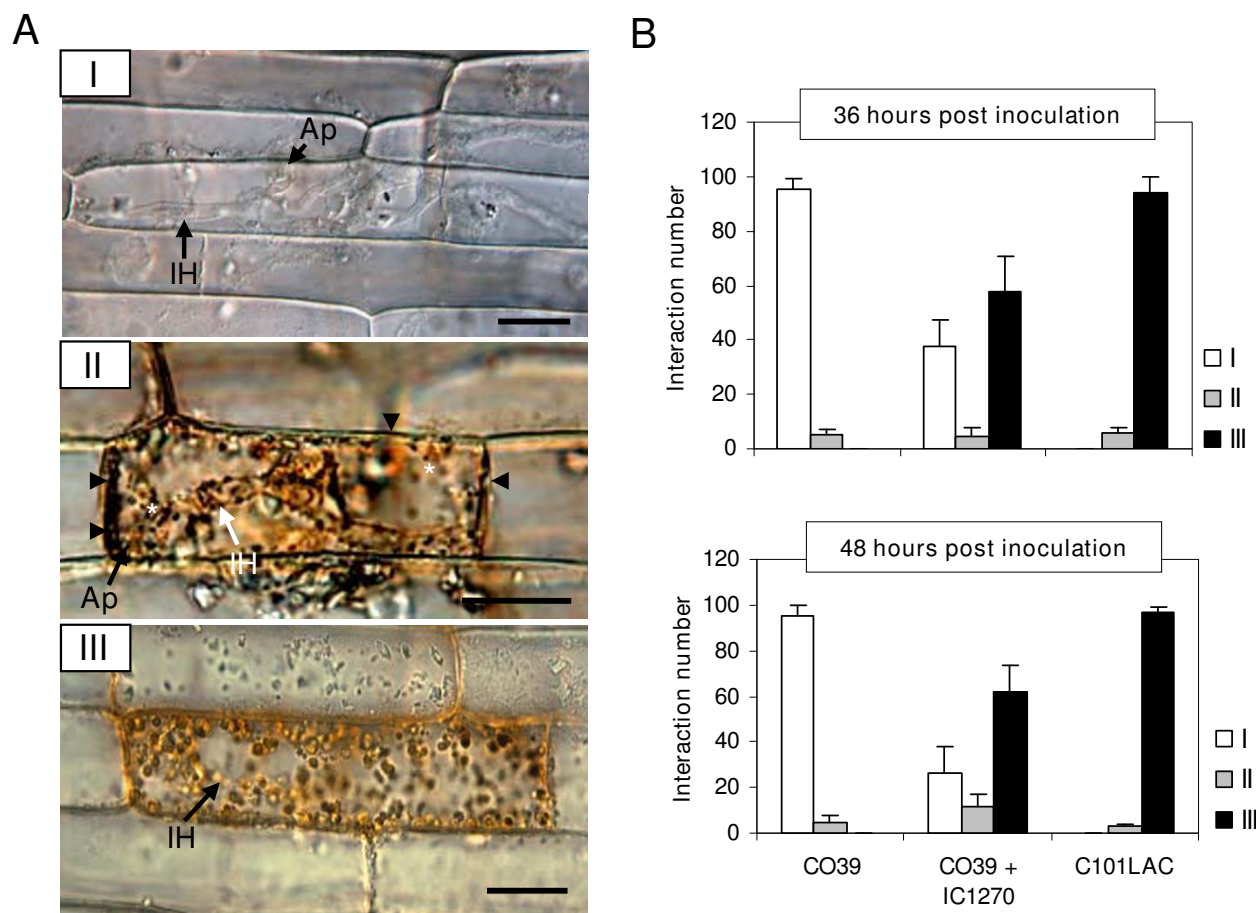 A
I
Ap
IH
II
*
*
IH
Ap
III
IH
B
36 hours post inoculation
Interaction number
120
100
80
60
40
20
0
I
II
III
48 hours post inoculation
Interaction number
120
100
80
60
40
20
0
CO39
CO39 +
IC1270
C101LAC
I
II
III